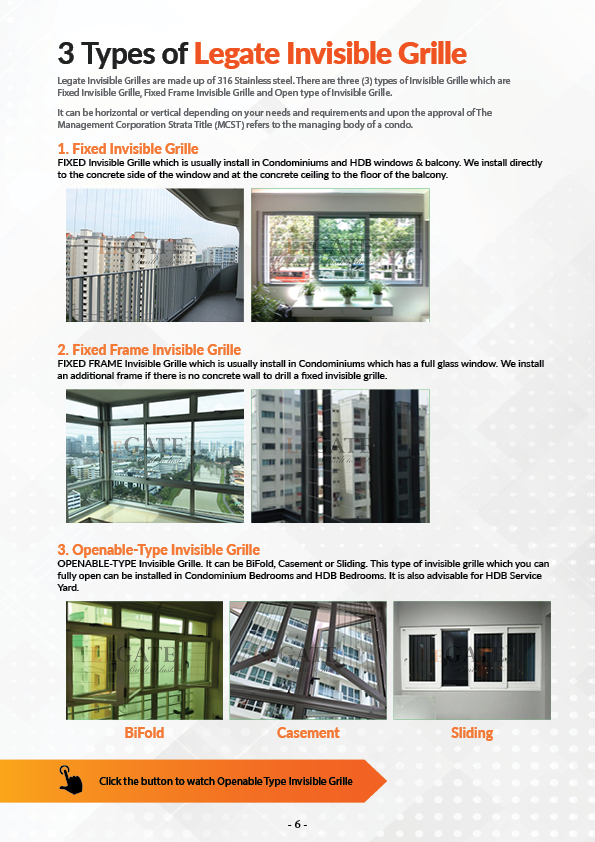 3 Types of Legate Invisible Grille
Legate Invisible Grilles are made up of 316 Stainless steel. There are three (3) types of Invisible Grille which are
Fixed Invisible Grille, Fixed Frame Invisible Grille and Open type of Invisible Grille.
It can be horizontal or vertical depending on your needs and requirements and upon the approval of The
Management Corporation Strata Title (MCST) refers to the managing body of a condo.
1. Fixed Invisible Grille
FIXED Invisible Grille which is usually install in Condominiums and HDB windows & balcony. We install directly
to the concrete side of the window and at the concrete ceiling to the floor of the balcony.
LEGATE
LEGATE
2. Fixed Frame Invisible Grille
FIXED FRAME Invisible Grille which is usually install in Condominiums which has a full glass window. We install
an additional frame if there is no concrete wall to drill a fixed invisible grille.
LEGATE
LEGATE
3. Openable-Type Invisible Grille
OPENABLE-TYPE Invisible Grille. It can be BiFold, Casement or Sliding. This type of invisible grille which you can
fully open can be installed in Condominium Bedrooms and HDB Bedrooms. It is also advisable for HDB Service
Yard.
LEGATE
LEGATE
LEGATE
BiFold
Casement
Sliding
Click the button to watch Openable Type Invisible Grille
- 6 -